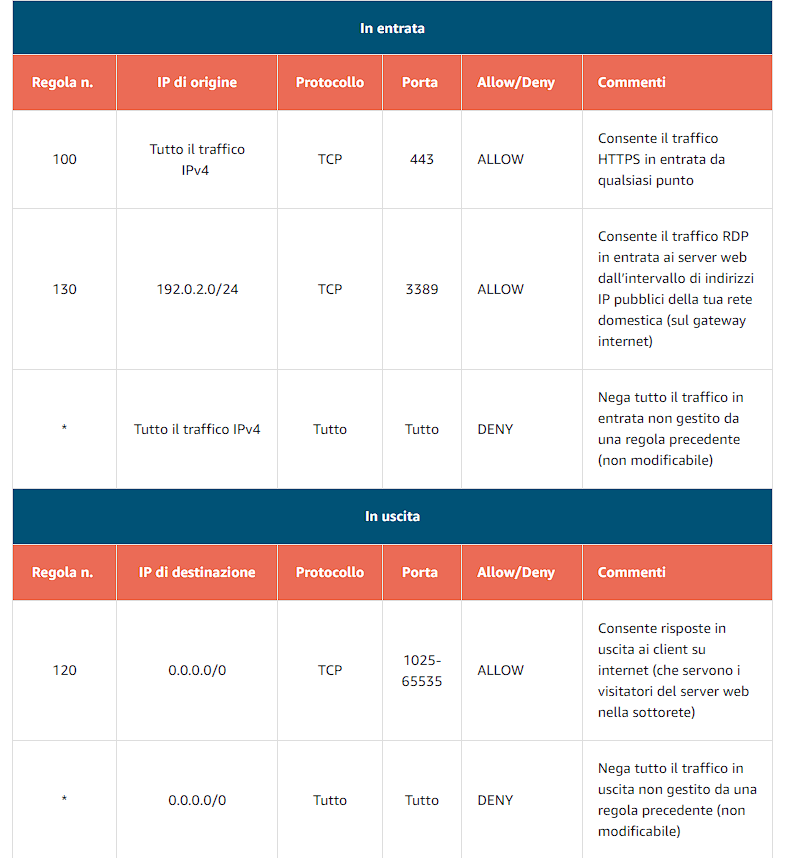 In entrata
Regola n. IP di origine Protocollo Porta Allow/Deny Commenti
100
Tutto il traffico
IPv4
TCP
443
ALLOW
Consente il traffico
HTTPS in entrata da
qualsiasi punto
130
192.0.2.0/24
TCP
3389
ALLOW
Consente il traffico RDP
in entrata ai server web
dall'intervallo di indirizzi
IP pubblici della tua rete
domestica (sul gateway
internet)
*
Tutto il traffico IPv4
Tutto
Tutto
DENY
Nega tutto il traffico in
entrata non gestito da
una regola precedente
(non modificabile)
In uscita
Regola n. IP di destinazione Protocollo Porta Allow/Deny Commenti
120
0.0.0.0/0
TCP
1025-
65535
ALLOW
Consente risposte in
uscita ai client su
internet (che servono i
visitatori del server web
nella sottorete)
*
0.0.0.0/0
Tutto
Tutto
DENY
Nega tutto il traffico in
uscita non gestito da una
regola precedente (non
modificabile)